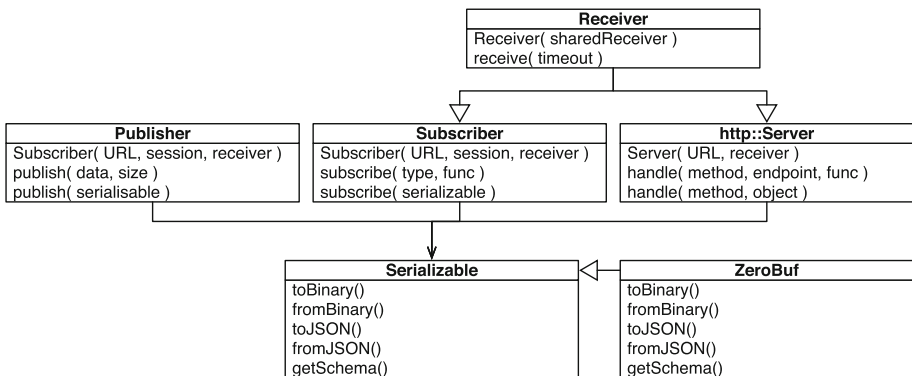 Receiver
Receiver( sharedReceiver )
receive( timeout )
Publisher
Subscriber( URL, session, receiver )
publish( data, size )
publish( serialisable )
Subscriber
Subscriber( URL, session, receiver )
subscribe( type, func )
subscribe( serializable )
http::Server
Server( URL, receiver )
handle( method, endpoint, func )
handle( method, object )
Serializable
toBinary()
fromBinary()
toJSON()
fromJSON()
getSchema()
ZeroBuf
toBinary()
fromBinary()
toJSON()
fromJSON()
getSchema()